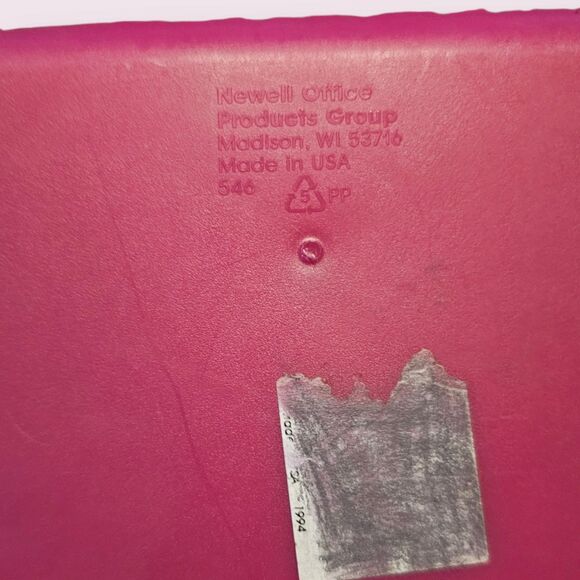 Newell Office
Products Group
Madison, WI 53716
Made in USA
546 5 PP
1994